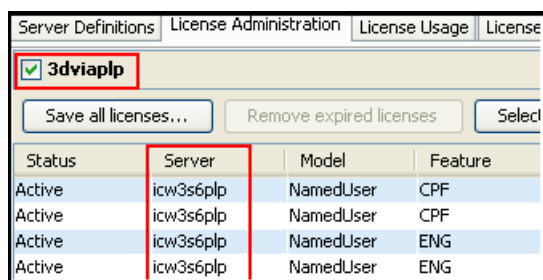 Server Definitions License Administration License Usage License
3dviaplp
Save all licenses... Remove expired licenses Select
Status Server Model Feature
Active icw3s6plp NamedUser CPF
Active icw3s6plp NamedUser CPF
Active icw3s6plp NamedUser ENG
Active icw3s6plp NamedUser ENG